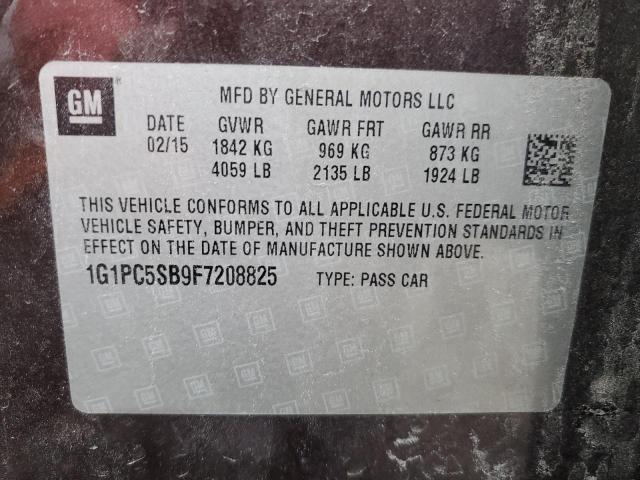 GM
MFD BY GENERAL MOTORS LLC
DATE GVWR GAWR FRT GAWR RR
02/15 1842 KG 969 KG 873 KG
4059 LB 2135 LB 1924 LB
THIS VEHICLE CONFORMS TO ALL APPLICABLE U.S. FEDERAL MOTOR
VEHICLE SAFETY, BUMPER, AND THEFT PREVENTION STANDARDS IN
EFFECT ON THE DATE OF MANUFACTURE SHOWN ABOVE.
1G1PC5SB9F7208825 TYPE: PASS CAR